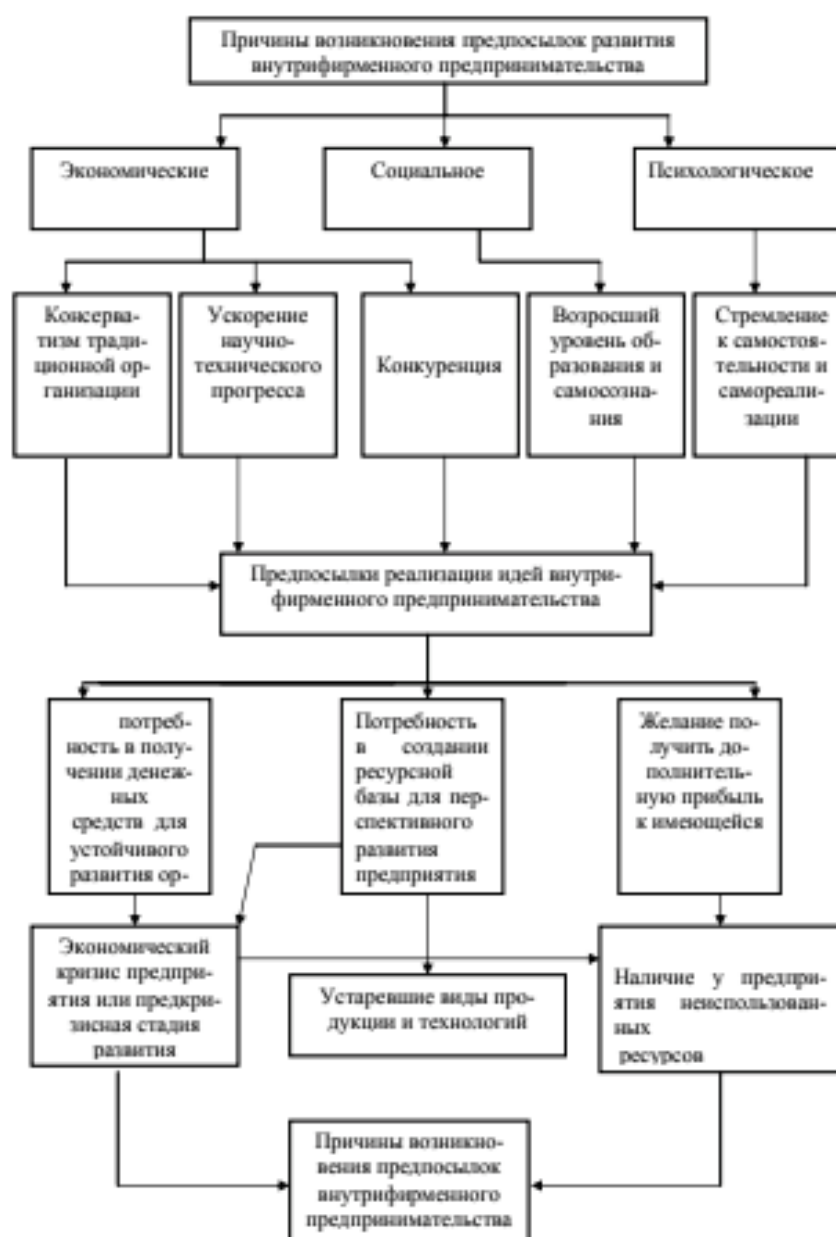 Причины возникновения предпосылок развития
внутрифирменного предпринимательства
Экономические
Социальное
Психологическое
Консерва-
тизм тради-
ционной ор-
ганизации
Ускорение
научно-
технического
прогресса
Конкуренция
Возросший
уровень об-
разования и
самосозна-
ния
Стремление
к самостоя-
тельности и
самореали-
зации
Предпосылки реализации идей внутри-
фирменного предпринимательства
потреб-
ность в полу-
чении денеж-
ных
средств для
устойчивого
развития ор-
Потребность
в создании
ресурсной
базы для пер-
спективного
развития
предприятия
Желание по-
лучить до-
полнитель-
ную прибыль
к имеющейся
Экономический
кризис предпри-
ятия или предкри-
зисная стадия
развития
Устаревшие виды про-
дукции и технологий
Наличие у предпри-
ятия неиспользован-
ных
ресурсов
Причины возникно-
вения предпосылок
внутрифирменного
предпринимательства